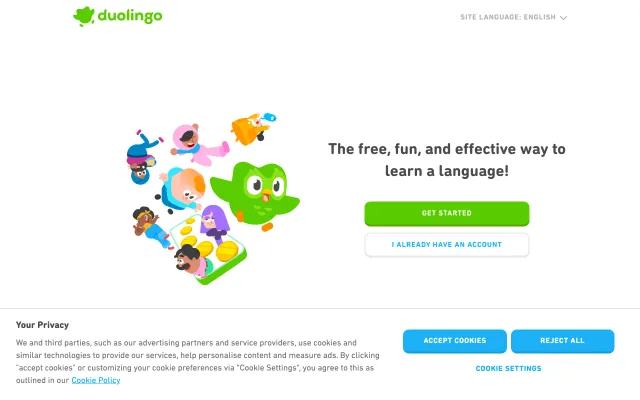 duolingo
SITE LANGUAGE: ENGLISH
The free, fun, and effective way to
learn a language!
GET STARTED
I ALREADY HAVE AN ACCOUNT
Your Privacy
We and third parties, such as our advertising partners and service providers, use cookies and
similar technologies to provide our services, help personalise content and measure ads. By clicking
"accept cookies" or customizing your cookie preferences via "Cookie Settings", you agree to this as
outlined in our Cookie Policy
ACCEPT COOKIES
REJECT ALL
COOKIE SETTINGS